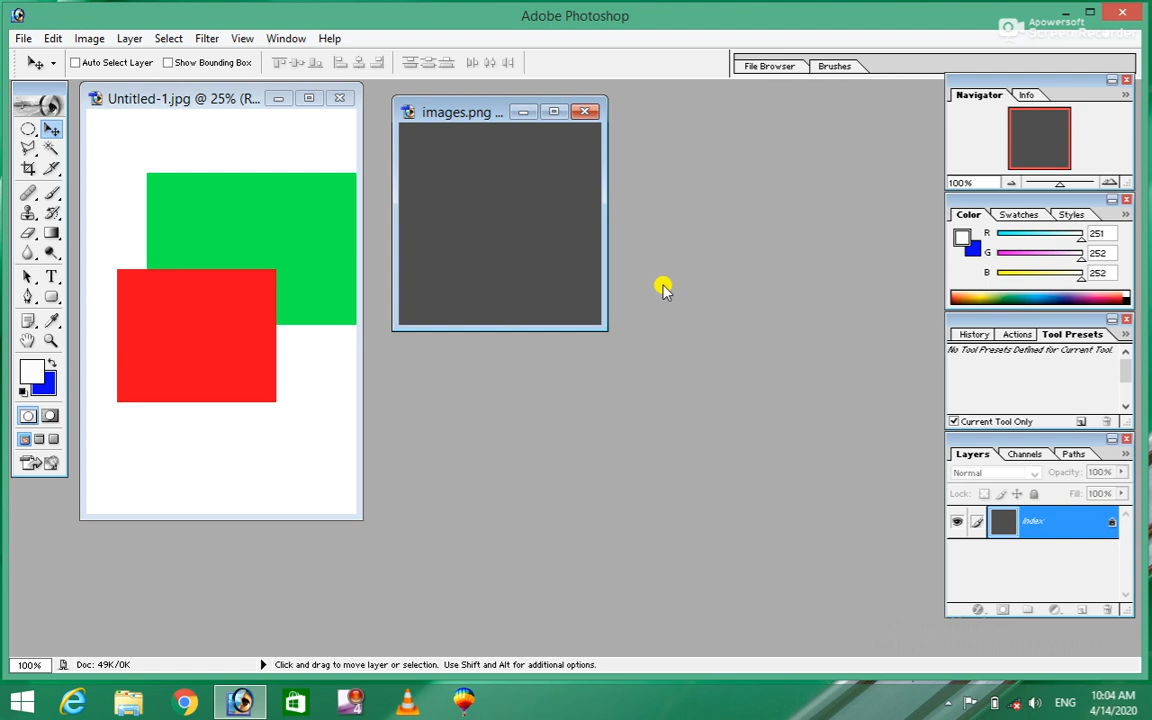 Adobe Photoshop
Apowersoft
Screen Recorder
File Edit Image Layer Select Filter View Window Help
Auto Select Layer Show Bounding Box
File Browser Brushes
Untitled-1.jpg @ 25% (R...
images.png ...
Navigator Info
100%
Color Swatches Styles
R 251
G 252
B 252
History Actions Tool Presets
No Tool Presets Defined for Current Tool.
Current Tool Only
Layers Channels Paths
Normal Opacity: 100%
Lock: Fill: 100%
Index
T
100% Doc: 49K/0K Click and drag to move layer or selection. Use Shift and Alt for additional options.
4
ENG
10:04 AM
4/14/2020